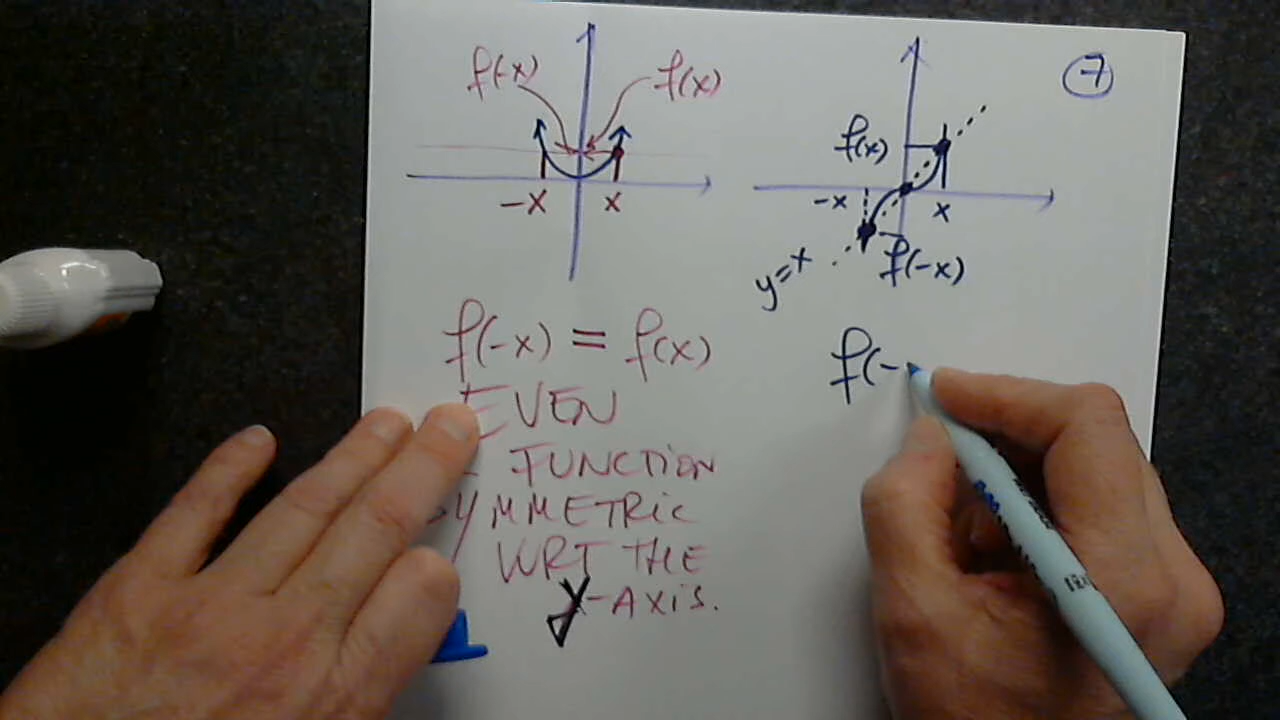 f(-x) f(x)
-x x
f(-x) = f(x)
EVEN
FUNCTION
SYMMETRIC
WRT THE
y-AXIS.
7
f(x)
-x x
y=x f(-x)
f(-